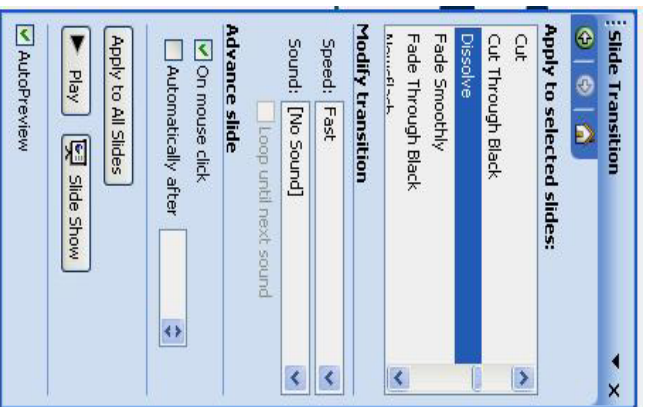 Slide Transition
Apply to selected slides:
Cut
Cut Through Black
Dissolve
Fade Smoothly
Fade Through Black
Newsflash
Modify transition
Speed: Fast
Sound: [No Sound]
Loop until next sound
Advance slide
On mouse click
Automatically after
Apply to All Slides
Play Slide Show
AutoPreview